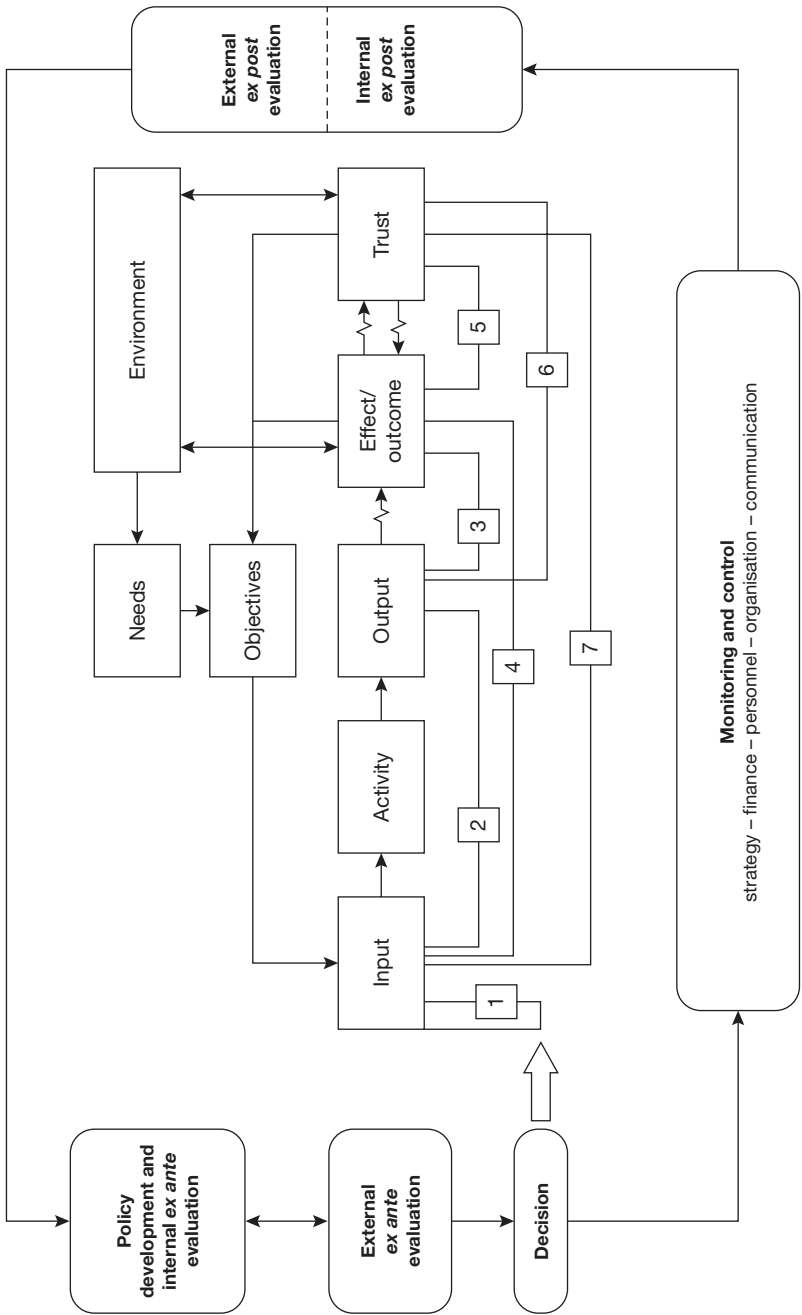 Policy
development and
internal ex ante
evaluation
External
ex ante
evaluation
Decision
Environment
Needs
Objectives
Input
Activity
Output
Effect/
outcome
Trust
1
2
3
4
5
6
7
External
ex post
evaluation
Internal
ex post
evaluation
Monitoring and control
strategy – finance – personnel – organisation – communication